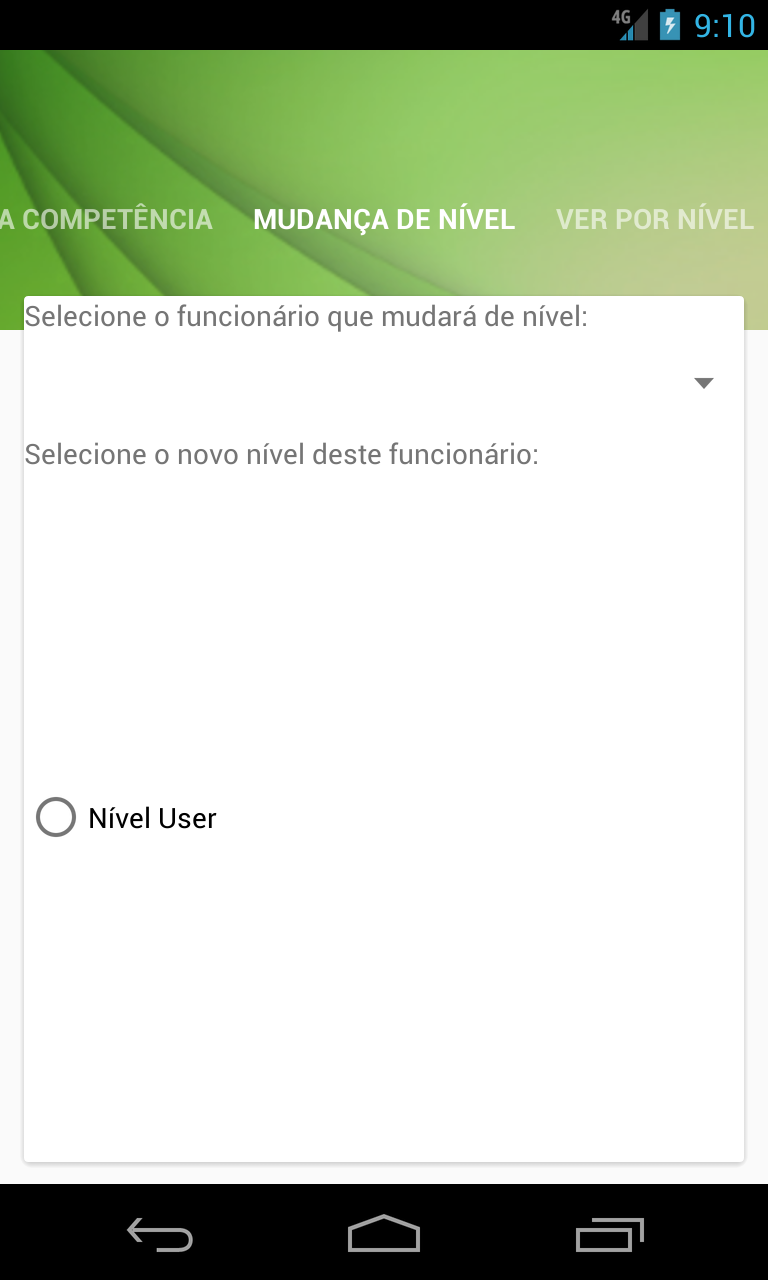 4G 9:10
A COMPETÊNCIA MUDANÇA DE NÍVEL VER POR NÍVEL
Selecione o funcionário que mudará de nível:
Selecione o novo nível deste funcionário:
Nível User